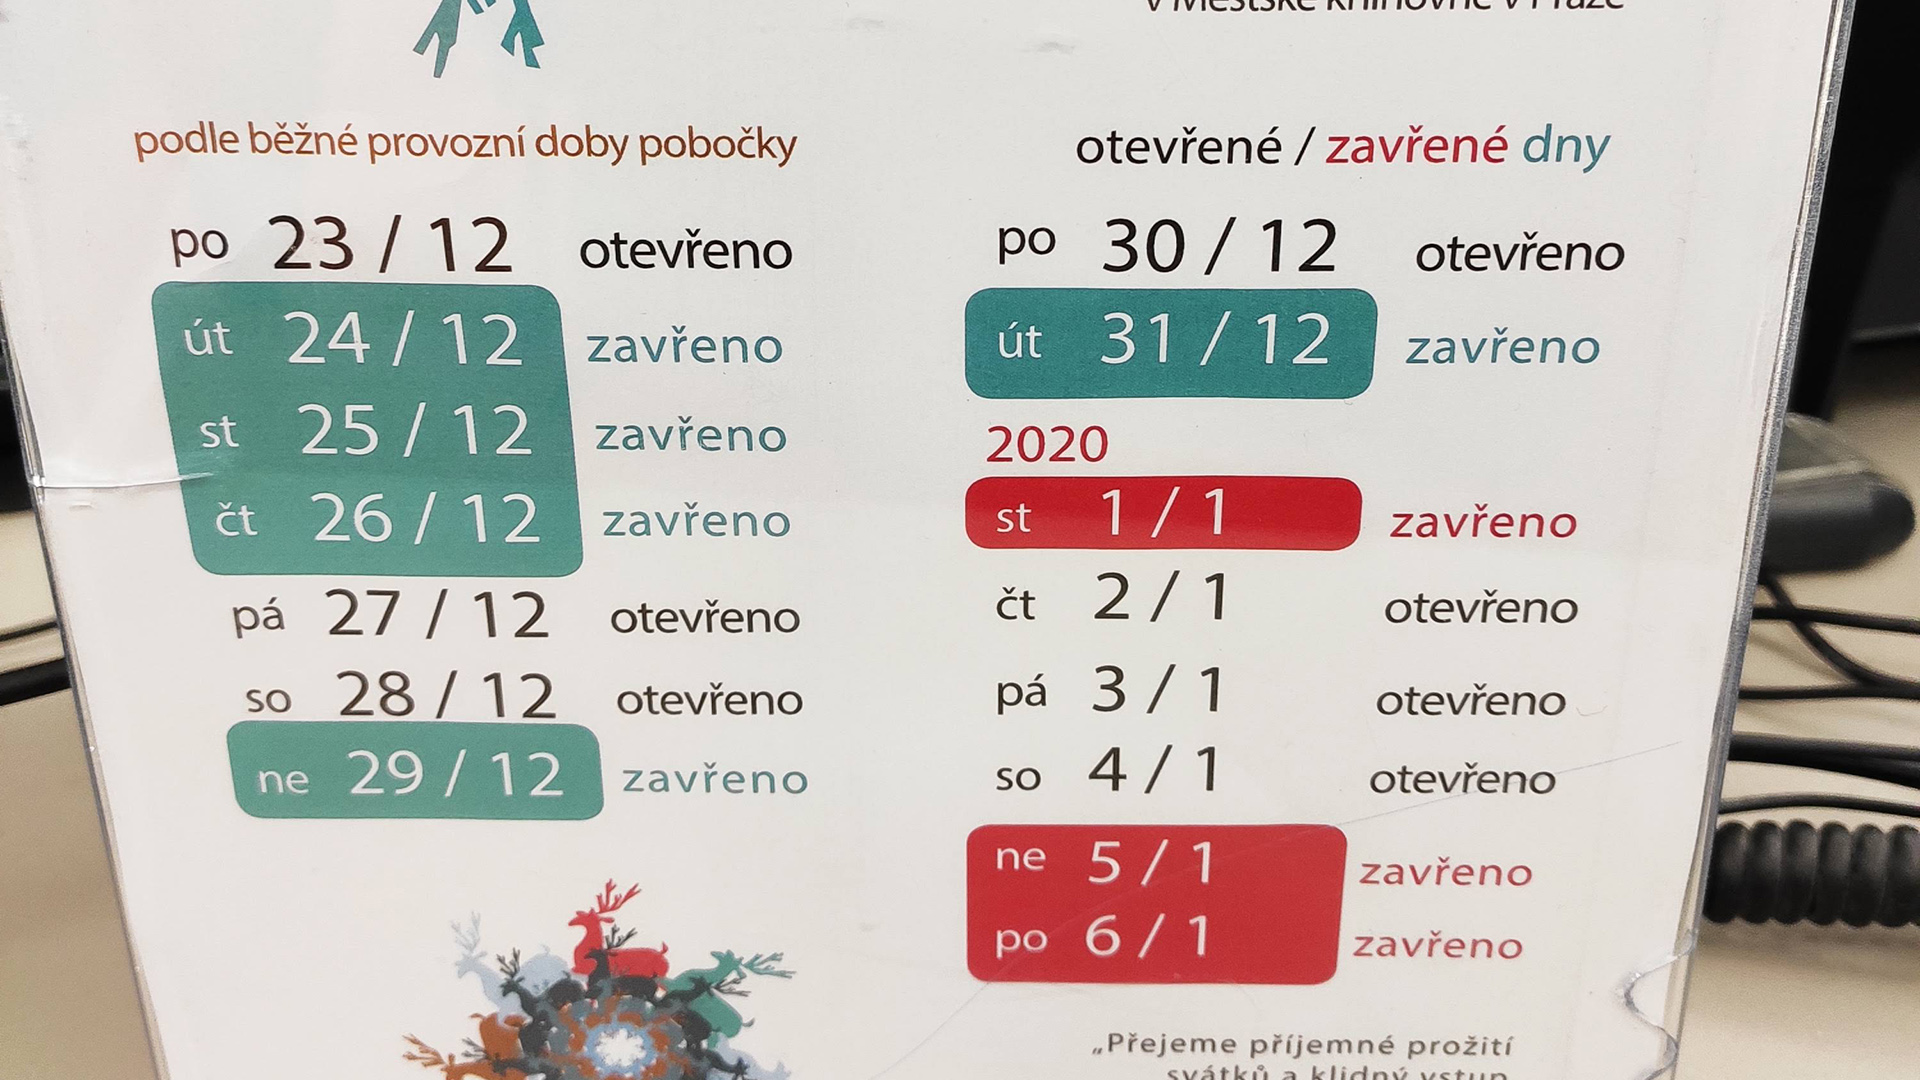 v Městské knihovně v Praze
podle běžné provozní doby pobočky
po 23 / 12 otevřeno
út 24 / 12 zavřeno
st 25 / 12 zavřeno
čt 26 / 12 zavřeno
pá 27 / 12 otevřeno
so 28 / 12 otevřeno
ne 29 / 12 zavřeno
otevřené / zavřené dny
po 30 / 12 otevřeno
út 31 / 12 zavřeno
2020
st 1 / 1 zavřeno
čt 2 / 1 otevřeno
pá 3 / 1 otevřeno
so 4 / 1 otevřeno
ne 5 / 1 zavřeno
po 6 / 1 zavřeno
„Přejeme příjemné prožití
svátků a klidný vstup